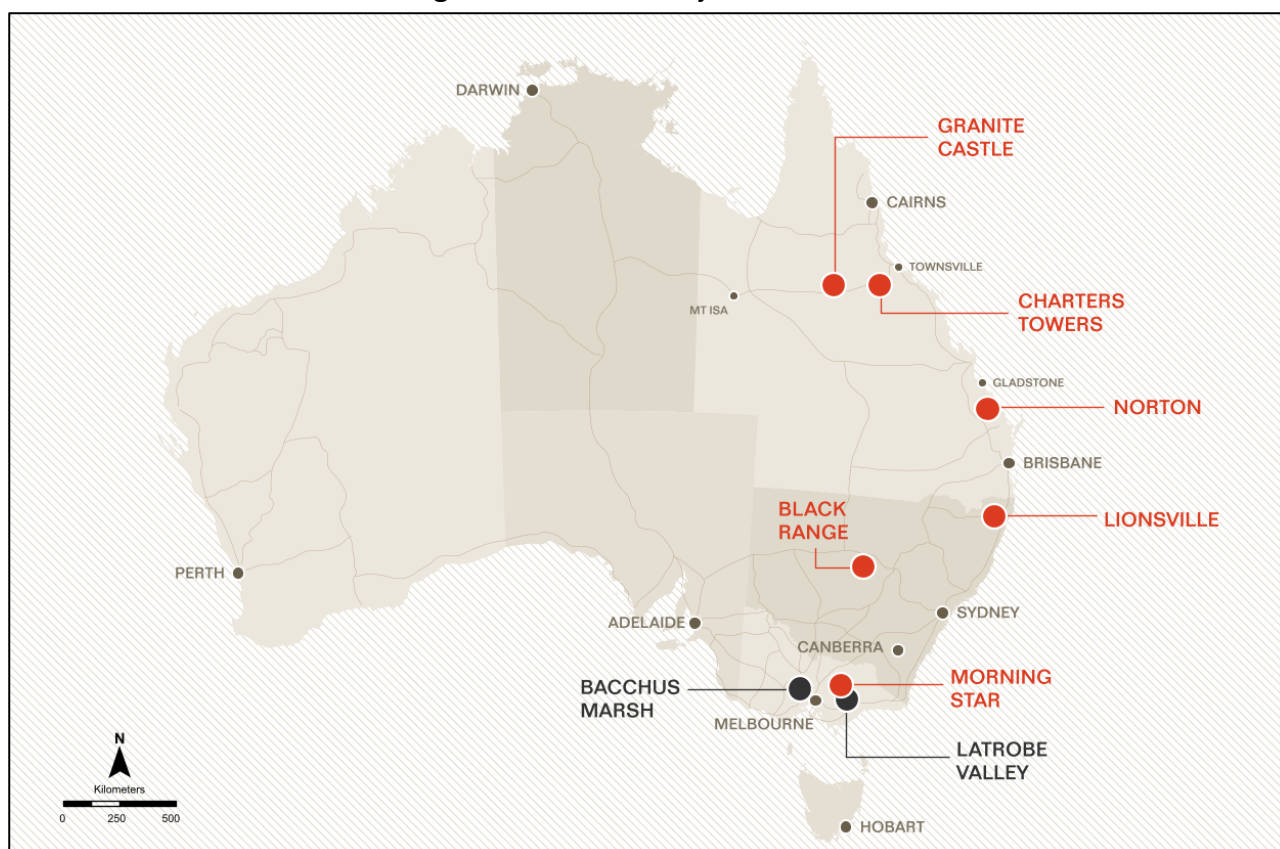 DARWIN
GRANITE
CASTLE
CAIRNS
TOWNSVILLE
MT ISA
CHARTERS
TOWERS
GLADSTONE
NORTON
BRISBANE
BLACK
RANGE
LIONSVILLE
PERTH
SYDNEY
ADELAIDE
CANBERRA
BACCHUS
MARSH
MORNING
STAR
MELBOURNE
LATROBE
VALLEY
N
Kilometers
0 250 500
HOBART